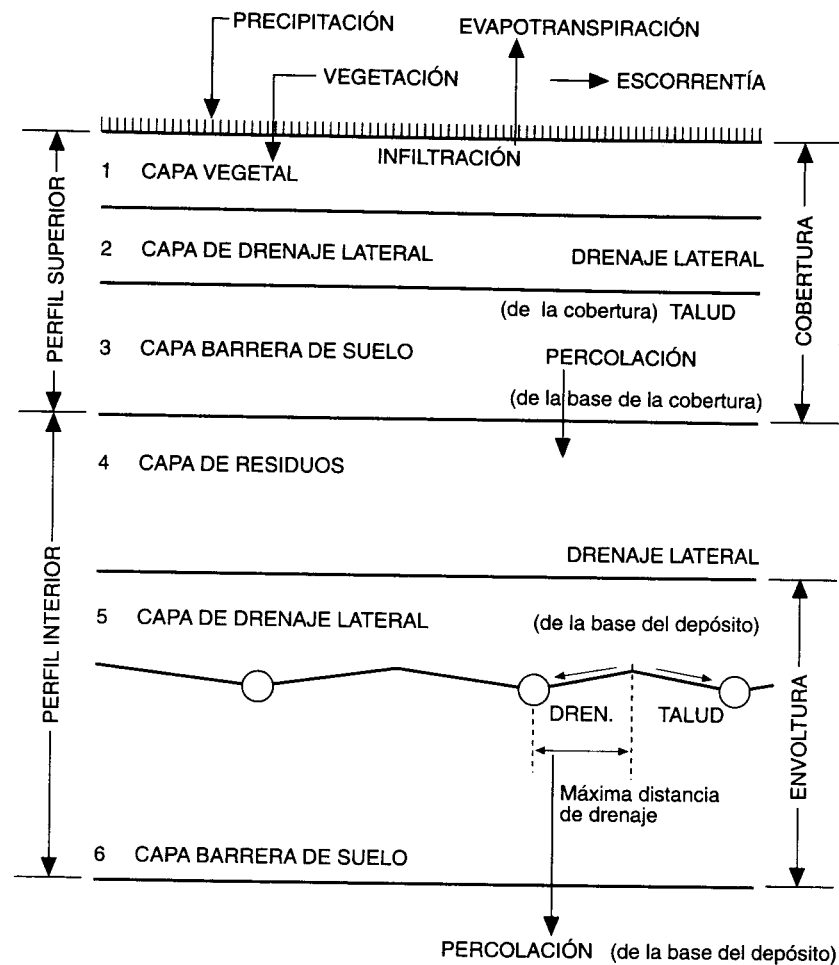 PRECIPITACIÓN
EVAPOTRANSPIRACIÓN
VEGETACIÓN
ESCORRENTÍA
INFILTRACIÓN
1 CAPA VEGETAL
2 CAPA DE DRENAJE LATERAL
DRENAJE LATERAL
(de la cobertura) TALUD
3 CAPA BARRERA DE SUELO
PERCOLACIÓN
(de la base de la cobertura)
PERFIL SUPERIOR
COBERTURA
4 CAPA DE RESIDUOS
DRENAJE LATERAL
5 CAPA DE DRENAJE LATERAL
(de la base del depósito)
DREN.
TALUD
Máxima distancia
de drenaje
6 CAPA BARRERA DE SUELO
PERFIL INTERIOR
ENVOLTURA
PERCOLACIÓN (de la base del depósito)